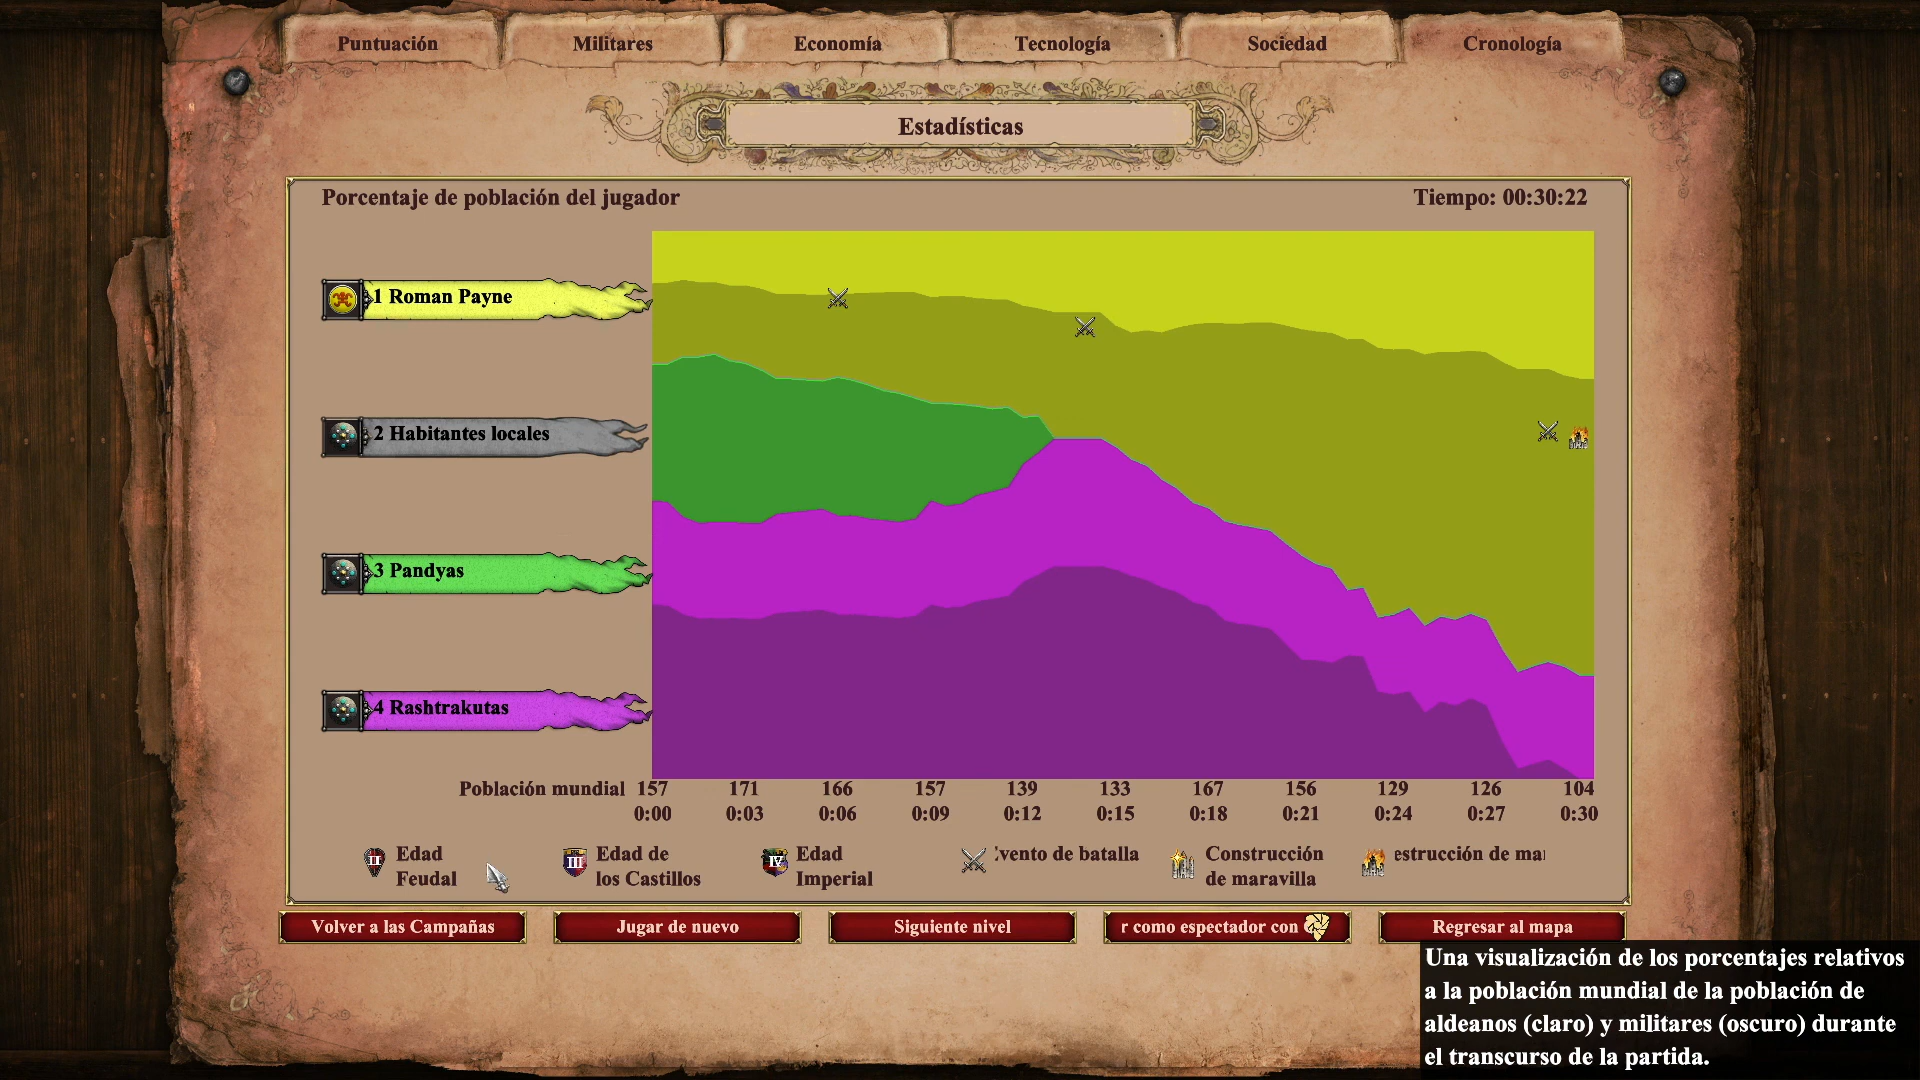 Puntuación
Militares
Economía
Tecnología
Sociedad
Cronología
Estadísticas
Porcentaje de población del jugador
Tiempo: 00:30:22
1 Roman Payne
2 Habitantes locales
3 Pandyas
4 Rashtrakutas
Población mundial 157 171 166 157 139 133 167 156 129 126 104
0:00 0:03 0:06 0:09 0:12 0:15 0:18 0:21 0:24 0:27 0:30
II Edad
Feudal
III Edad de
los Castillos
IV Edad
Imperial
vento de batalla
Construcción
de maravilla
estrucción de ma
Volver a las Campañas
Jugar de nuevo
Siguiente nivel
r como espectador con
Regresar al mapa
Una visualización de los porcentajes relativos
a la población mundial de la población de
aldeanos (claro) y militares (oscuro) durante
el transcurso de la partida.